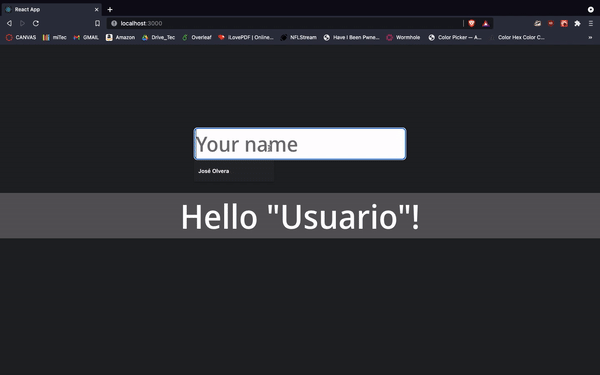 React App
localhost:3000
CANVAS miTec GMAIL Amazon Drive_Tec Overleaf iLovePDF | Online... NFLStream Have I Been Pwne... Wormhole Color Picker — A... Color Hex Color C... »
Your name
José Olvera
Hello "Usuario"!